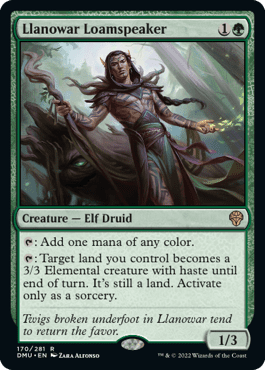 Llanowar Loamspeaker 1
Creature — Elf Druid
: Add one mana of any color.
: Target land you control becomes a
3/3 Elemental creature with haste until
end of turn. It's still a land. Activate
only as a sorcery.
Twigs broken underfoot in Llanowar tend
to return the favor.
1/3
170/281 R
DMU • EN Zara Alfonso
™ & © 2022 Wizards of the Coast